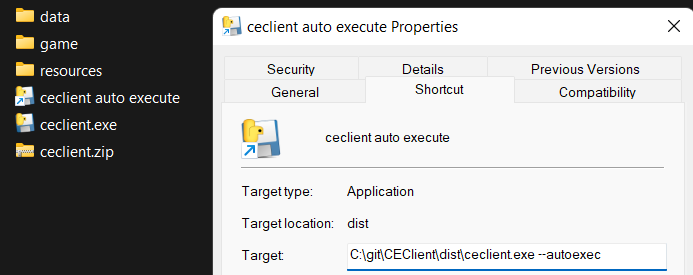 data
game
resources
ceclient auto execute
ceclient.exe
ceclient.zip
ceclient auto execute Properties
Security Details Previous Versions
General Shortcut Compatibility
ceclient auto execute
Target type: Application
Target location: dist
Target: C:\git\CEClient\dist\ceclient.exe --autoexec